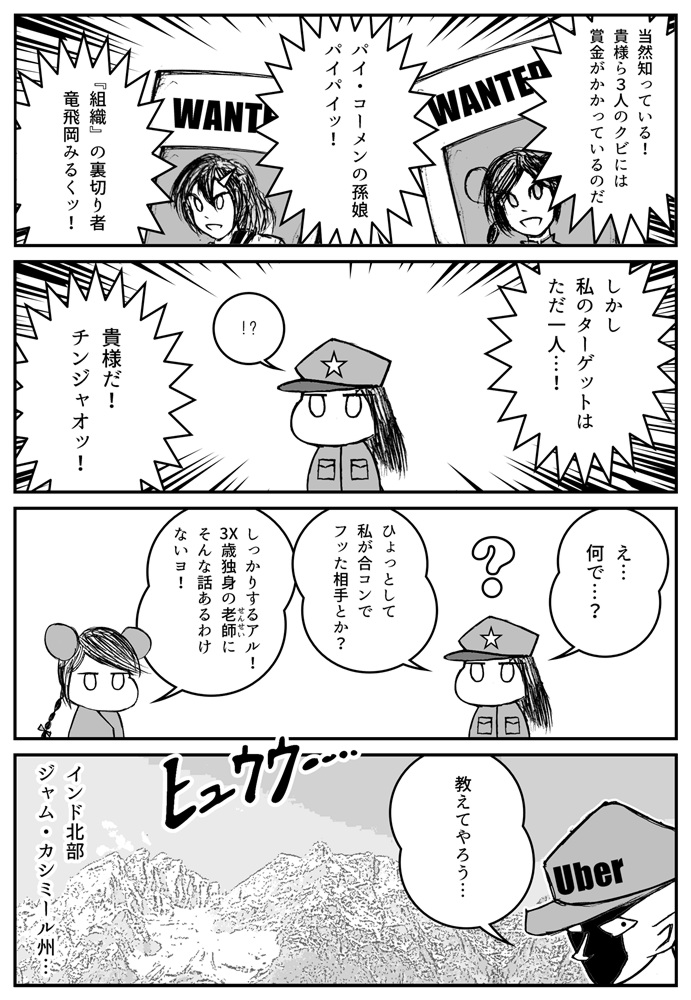 当然知っている！
貴様ら３人のクビには
賞金がかかっているのだ
WANTED
パイ・コーメンの孫娘
パイパイッ！
WANT
『組織』の裏切り者
竜飛岡みるくッ！
しかし
私のターゲットは
ただ一人…！
！？
貴様だ！
チンジャオッ！
え…
何で…？
？
ひょっとして
私が合コンで
フッた相手とか？
しっかりするアル！
3X歳独身の老師に
せんせい
そんな話あるわけ
ないヨ！
教えてやろう…
Uber
ヒュウウー…‥
インド北部
ジャム・カシミール州…